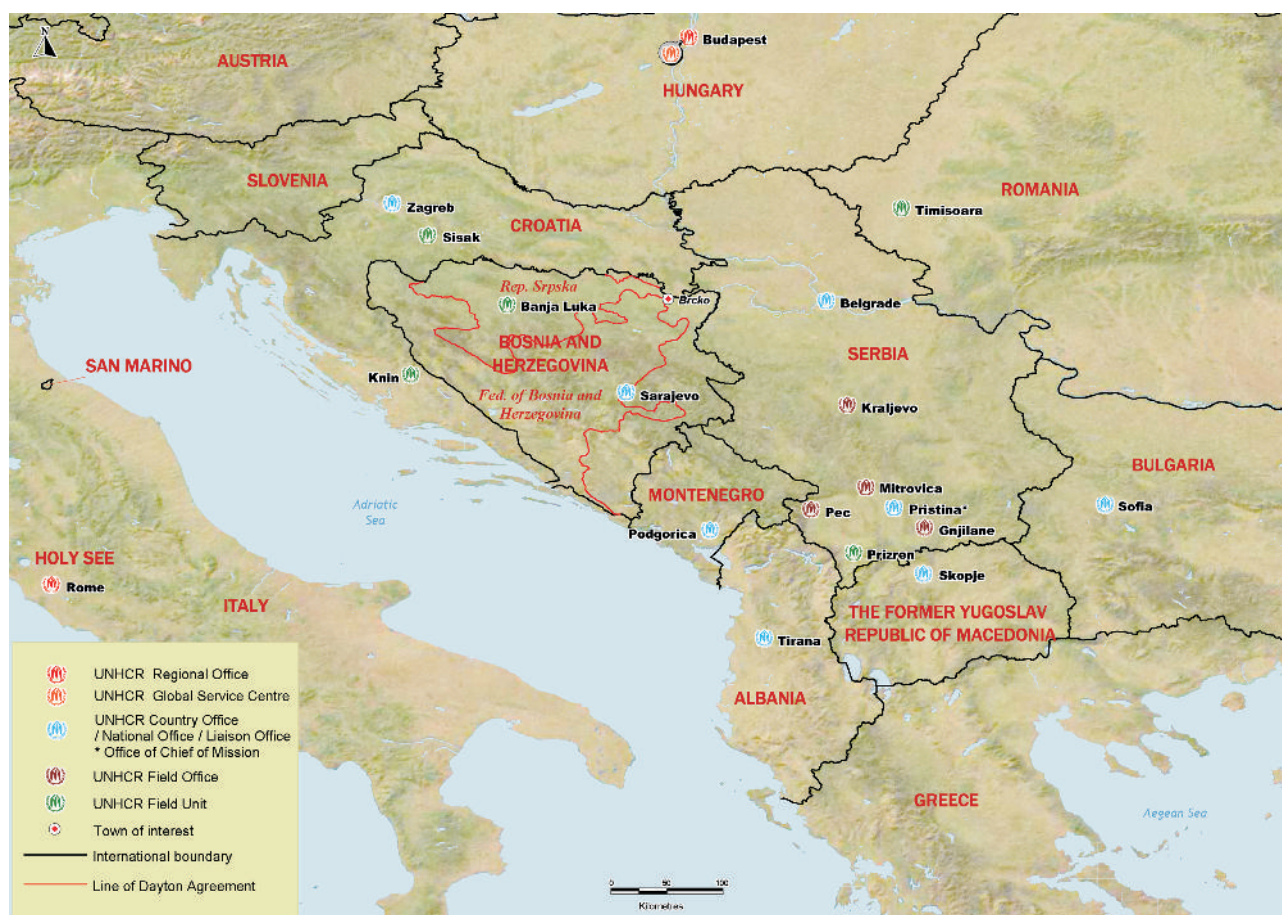 N
AUSTRIA
Budapest
HUNGARY
SLOVENIA
ROMANIA
Zagreb
Timisoara
CROATIA
Sisak
Rep. Srpska
Banja Luka
Brcko
Belgrade
BOSNIA AND
HERZEGOVINA
SERBIA
SAN MARINO
Knin
Fed. of Bosnia and
Herzegovina
Sarajevo
Kraljevo
BULGARIA
Adriatic
Sea
MONTENEGRO
Mitrovica
Pec
Pristina*
Sofia
Podgorica
Gnjilane
HOLY SEE
Prizren
Rome
Skopje
ITALY
THE FORMER YUGOSLAV
REPUBLIC OF MACEDONIA
Tirana
ALBANIA
GREECE
Aegean Sea
UNHCR Regional Office
UNHCR Global Service Centre
UNHCR Country Office
/ National Office / Liaison Office
* Office of Chief of Mission
UNHCR Field Office
UNHCR Field Unit
Town of interest
International boundary
Line of Dayton Agreement
0 50 100
Kilometres